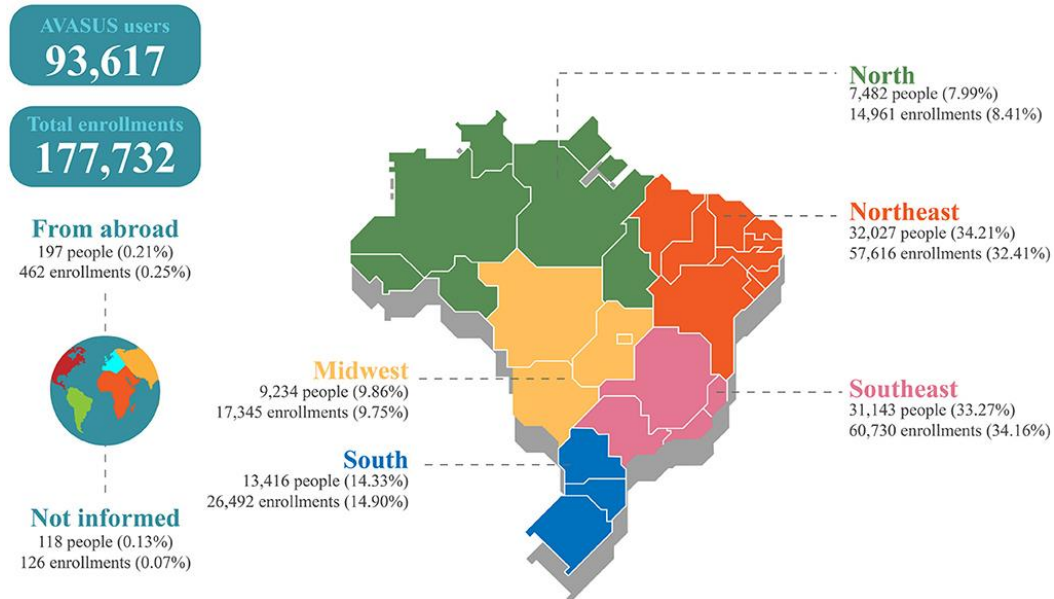 AVASUS users
93,617
Total enrollments
177,732
From abroad
197 people (0.21%)
462 enrollments (0.25%)
Not informed
118 people (0.13%)
126 enrollments (0.07%)
North
7,482 people (7.99%)
14,961 enrollments (8.41%)
Northeast
32,027 people (34.21%)
57,616 enrollments (32.41%)
Midwest
9,234 people (9.86%)
17,345 enrollments (9.75%)
Southeast
31,143 people (33.27%)
60,730 enrollments (34.16%)
South
13,416 people (14.33%)
26,492 enrollments (14.90%)